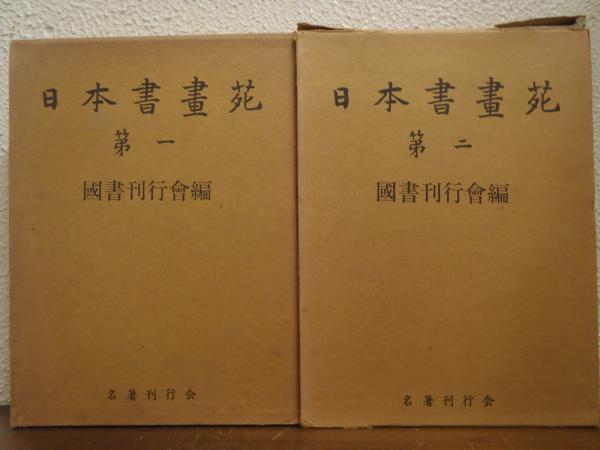 日本書畫苑
第一
國書刊行會編
名著刊行会
日本書畫苑
第二
國書刊行會編
名著刊行会